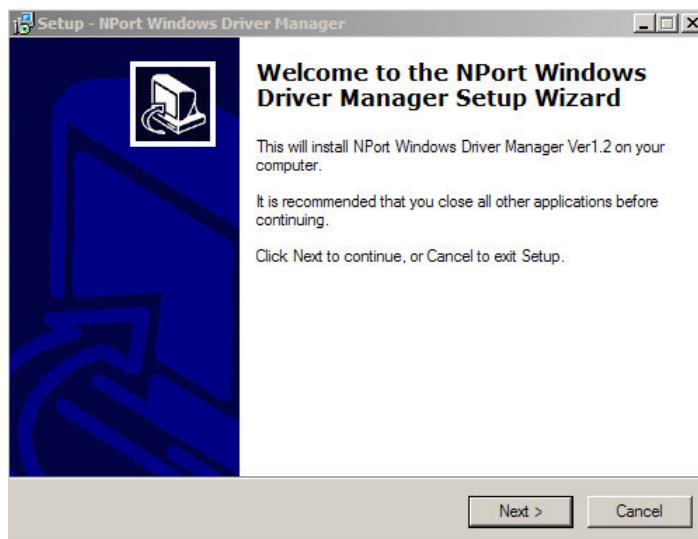 Setup - NPort Windows Driver Manager
Welcome to the NPort Windows
Driver Manager Setup Wizard
This will install NPort Windows Driver Manager Ver1.2 on your
computer.
It is recommended that you close all other applications before
continuing.
Click Next to continue, or Cancel to exit Setup.
Next >
Cancel